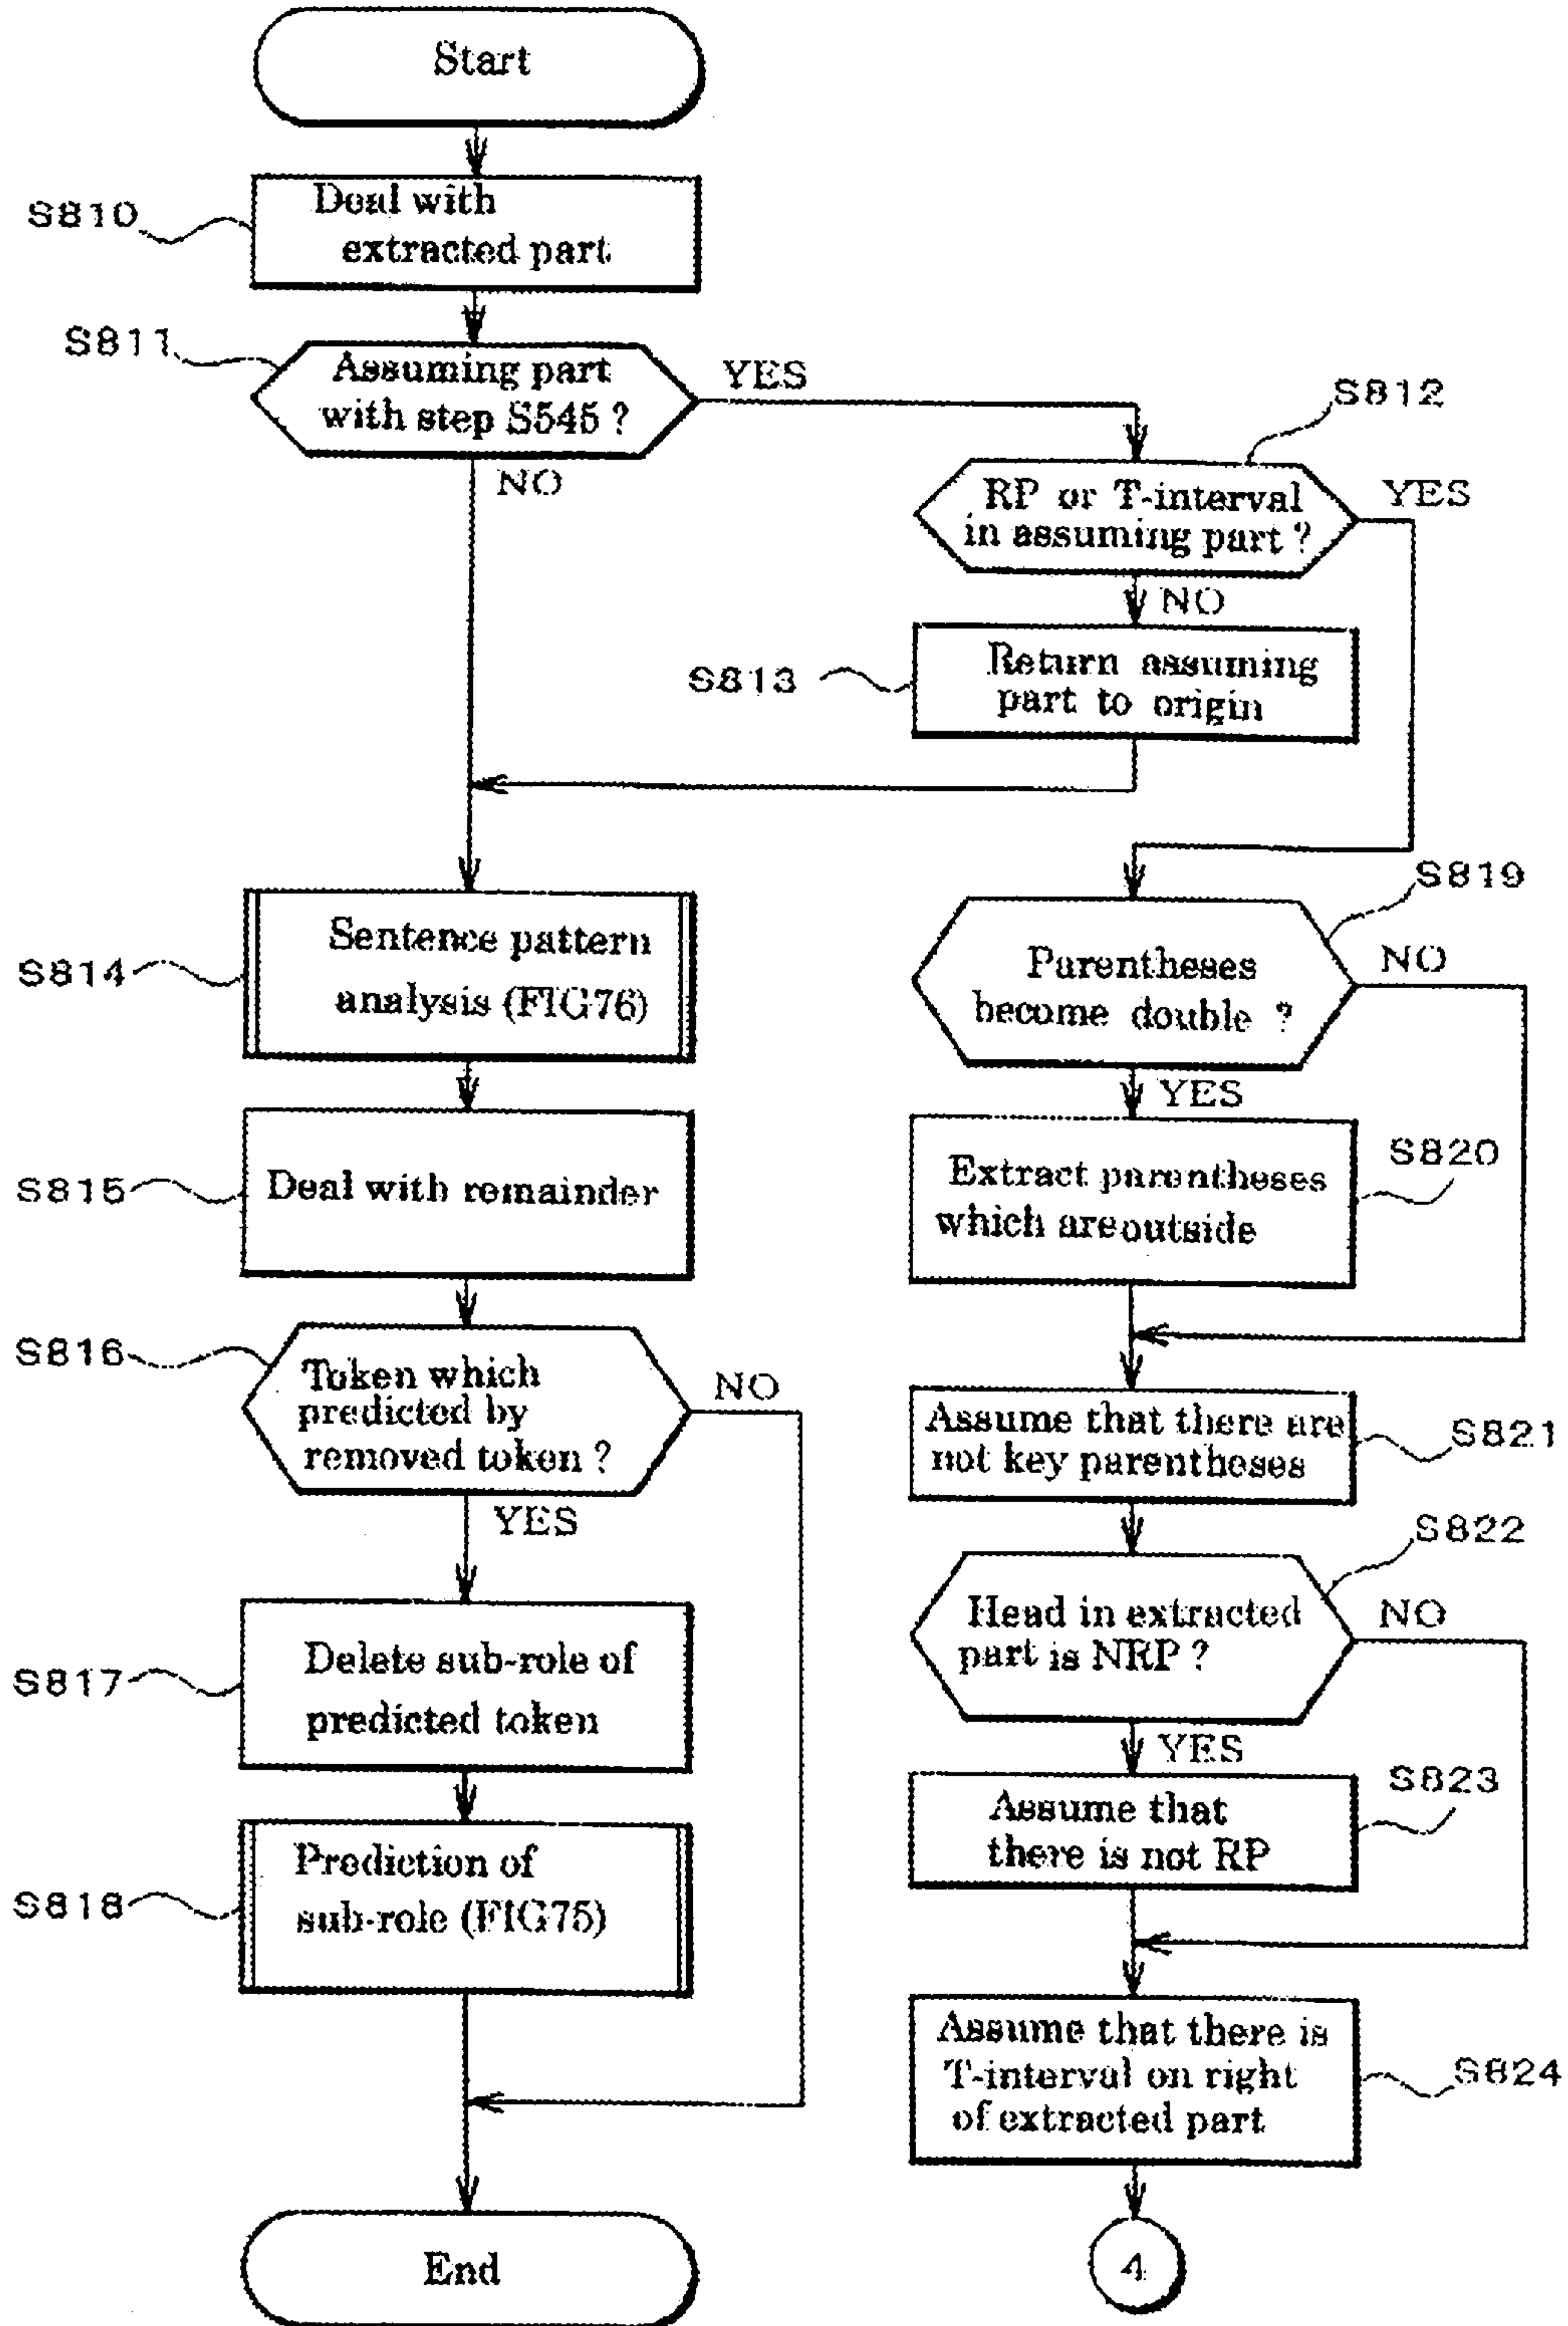 Start
S810
Deal with
extracted part
S811
Assuming part
with step S545 ?
YES
NO
S812
RP or T-interval
in assuming part ?
YES
NO
S813
Return assuming
part to origin
S814
Sentence pattern
analysis (FIG76)
S815
Deal with remainder
S816
Token which
predicted by
removed token ?
NO
YES
S817
Delete sub-role of
predicted token
S818
Prediction of
sub-role (FIG75)
End
S819
Parentheses
become double ?
NO
YES
S820
Extract parentheses
which are outside
S821
Assume that there are
not key parentheses
S822
Head in extracted
part is NRP ?
NO
YES
S823
Assume that
there is not RP
S824
Assume that there is
T-interval on right
of extracted part
4